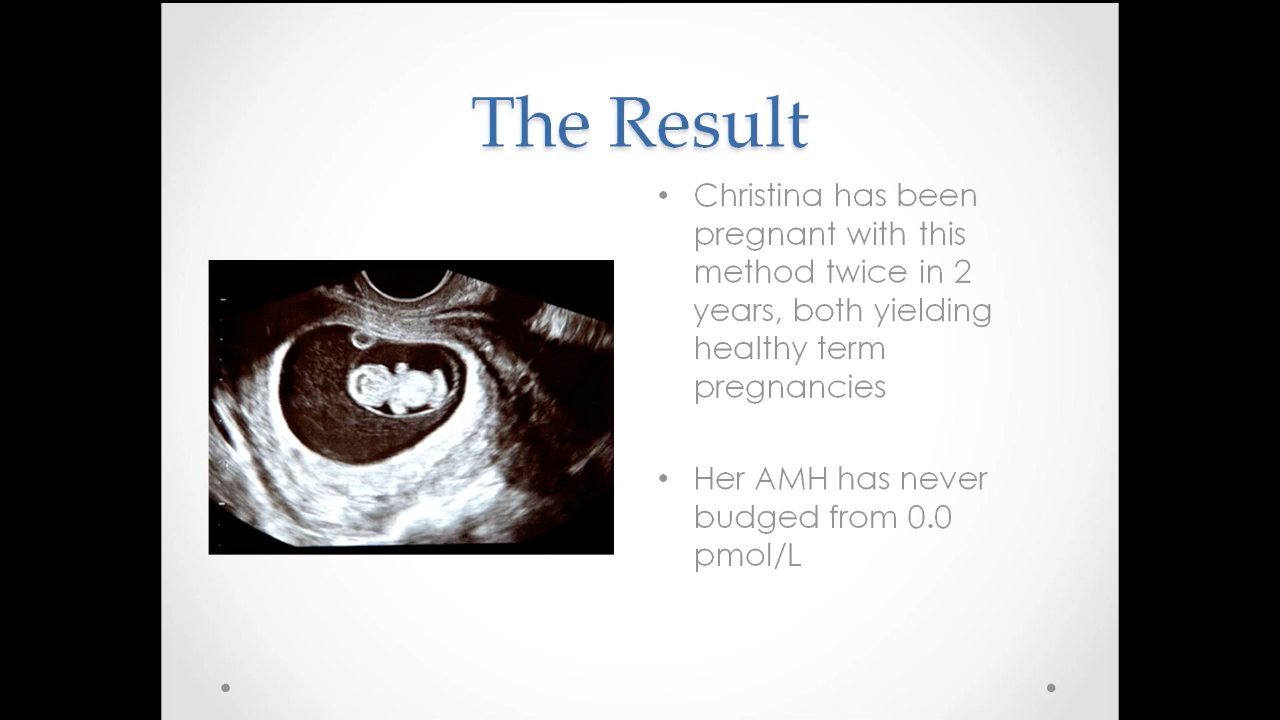 The Result
• Christina has been
pregnant with this
method twice in 2
years, both yielding
healthy term
pregnancies
• Her AMH has never
budged from 0.0
pmol/L